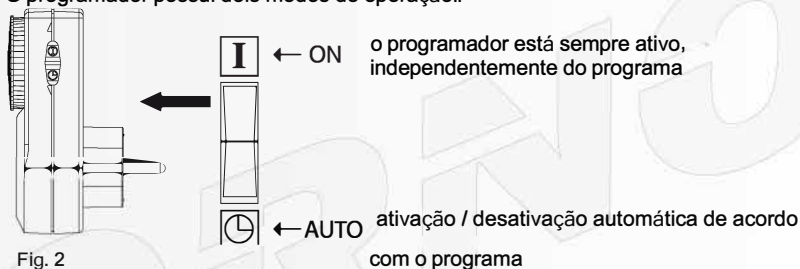 O programador possui dois modos de operação:
I ← ON o programador está sempre ativo,
independentemente do programa
←AUTO ativação / desativação automática de acordo
com o programa
Fig. 2